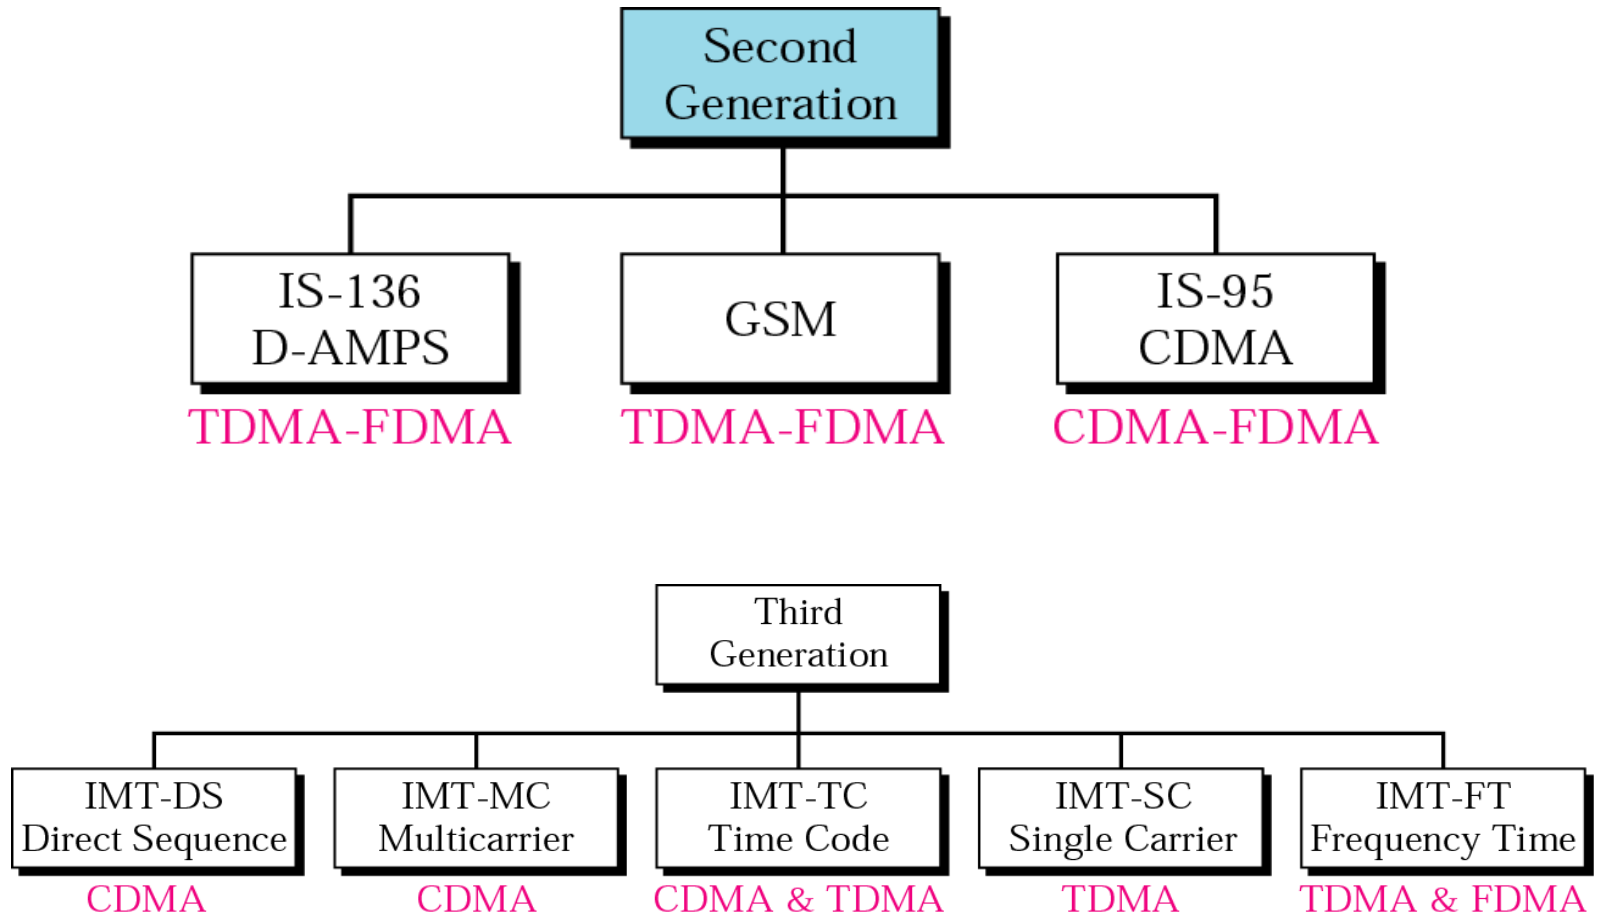 Second
Generation
IS-136
D-AMPS
GSM
IS-95
CDMA
TDMA-FDMA
TDMA-FDMA
CDMA-FDMA
Third
Generation
IMT-DS
Direct Sequence
IMT-MC
Multicarrier
IMT-TC
Time Code
IMT-SC
Single Carrier
IMT-FT
Frequency Time
CDMA
CDMA
CDMA & TDMA
TDMA
TDMA & FDMA